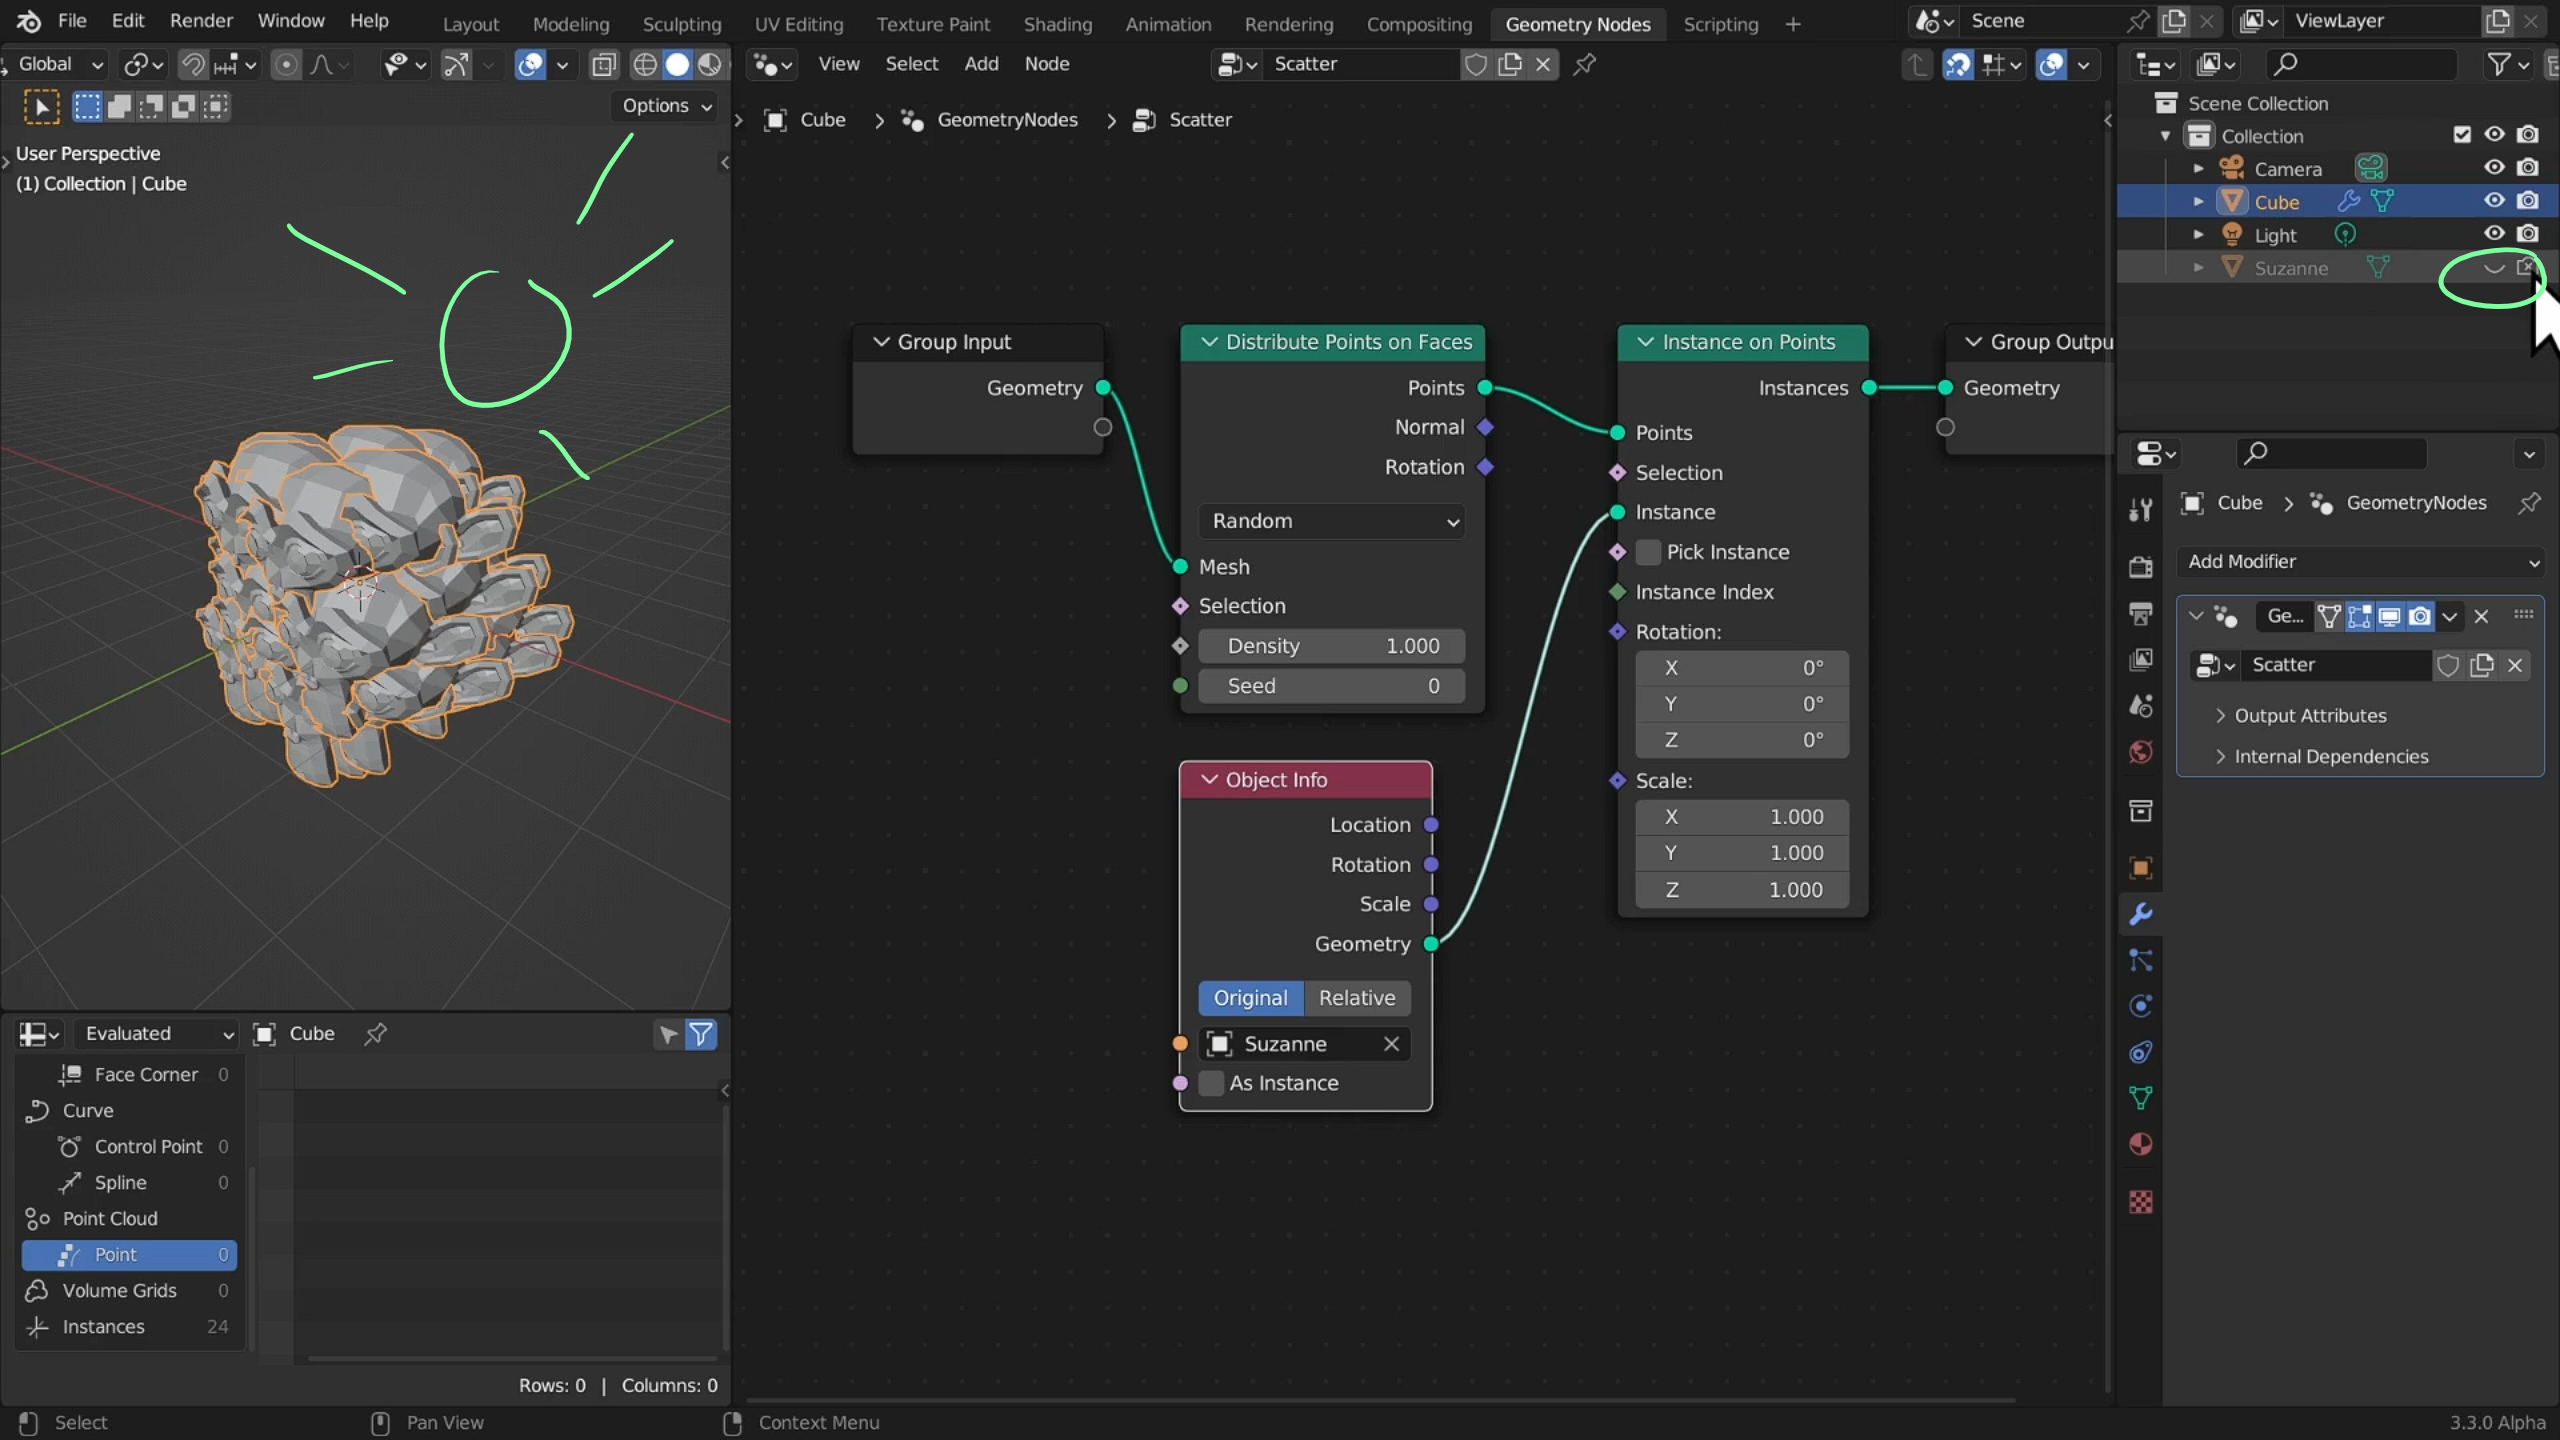 File Edit Render Window Help Layout Modeling Sculpting UV Editing Texture Paint Shading Animation Rendering Compositing Geometry Nodes Scripting + Scene ViewLayer
Global
View Select Add Node Scatter
Options
Cube > GeometryNodes > Scatter
User Perspective
(1) Collection | Cube
Scene Collection
Collection
Camera
Cube
Light
Suzanne
Group Input
Geometry
Distribute Points on Faces
Points
Normal
Rotation
Random
Mesh
Selection
Density 1.000
Seed 0
Instance on Points
Instances
Points
Selection
Instance
Pick Instance
Instance Index
Rotation:
X 0°
Y 0°
Z 0°
Scale:
X 1.000
Y 1.000
Z 1.000
Group Outpu
Geometry
Object Info
Location
Rotation
Scale
Geometry
Original Relative
Suzanne
As Instance
Cube > GeometryNodes
Add Modifier
Ge...
Scatter
Output Attributes
Internal Dependencies
Evaluated Cube
Face Corner 0
Curve
Control Point 0
Spline 0
Point Cloud
Point 0
Volume Grids 0
Instances 24
Rows: 0 | Columns: 0
Select Pan View Context Menu 3.3.0 Alpha